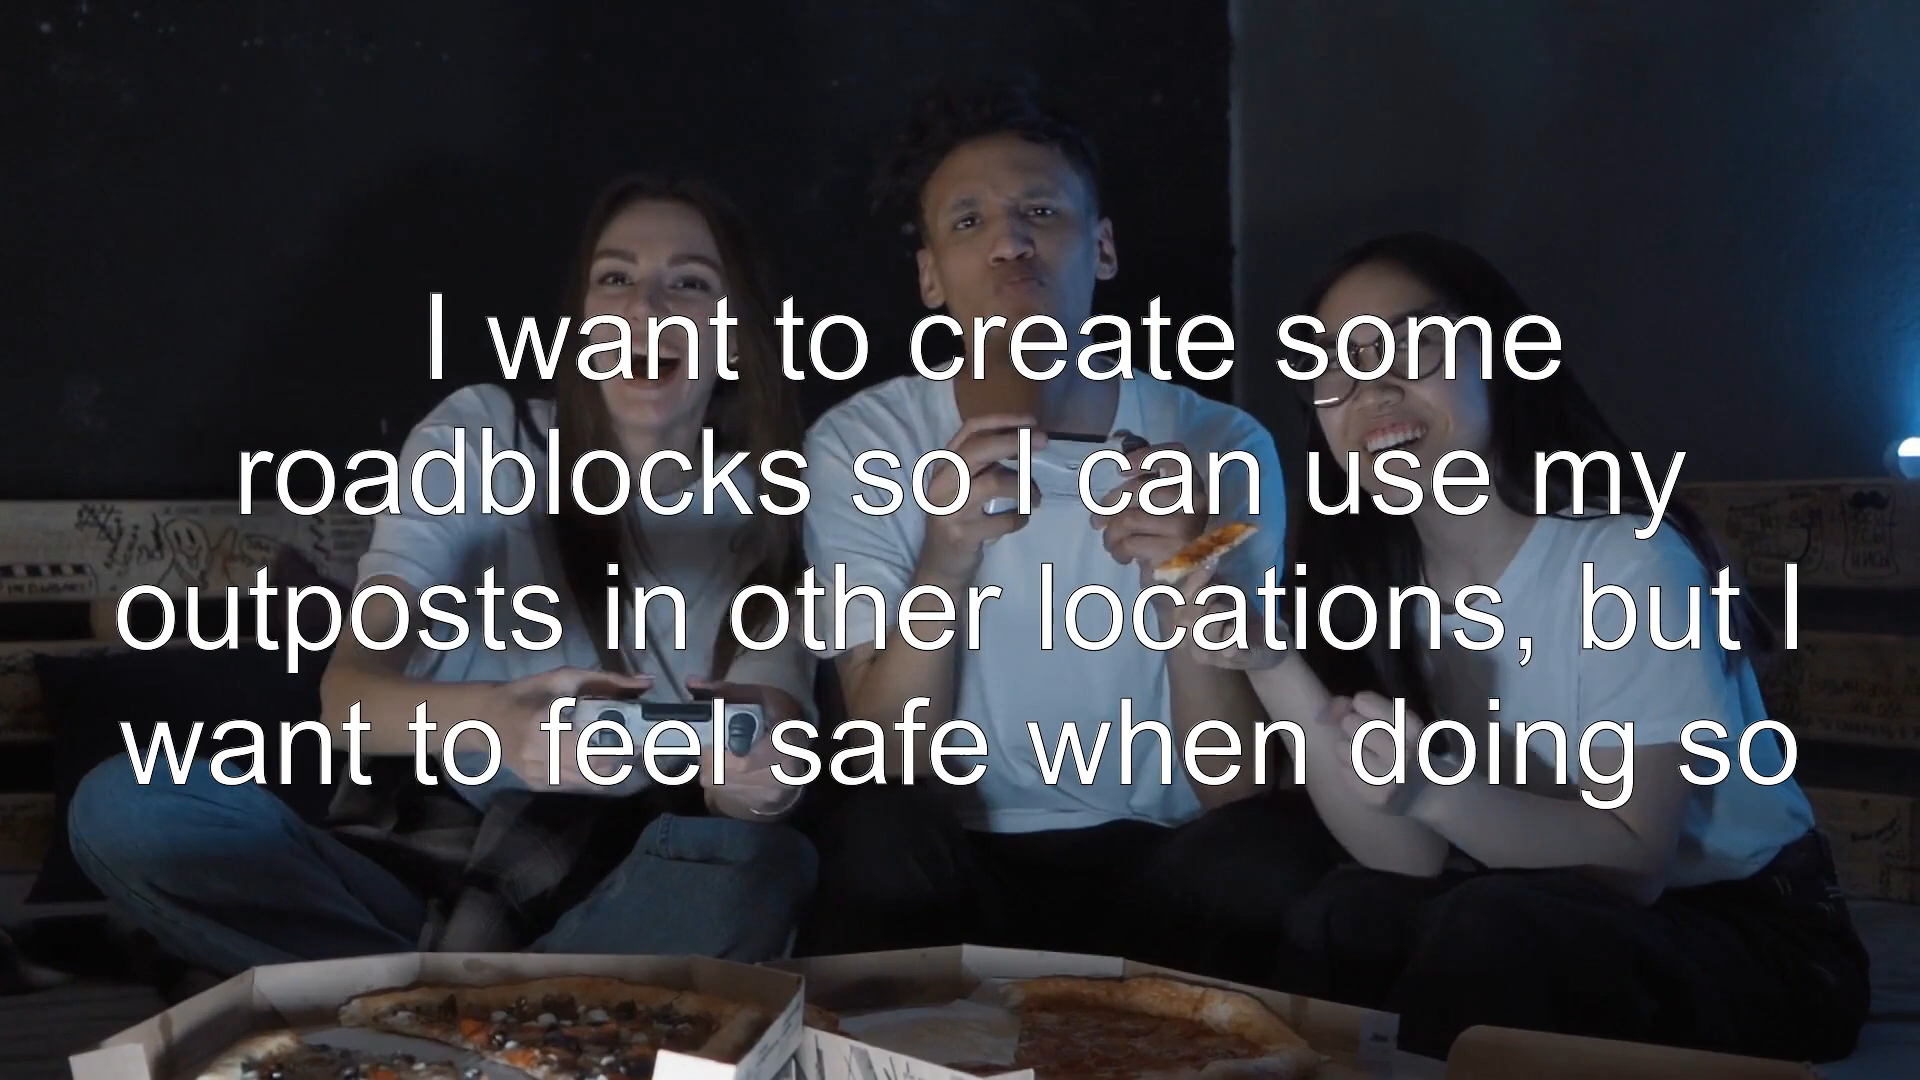 I want to create some
roadblocks so I can use my
outposts in other locations, but I
want to feel safe when doing so